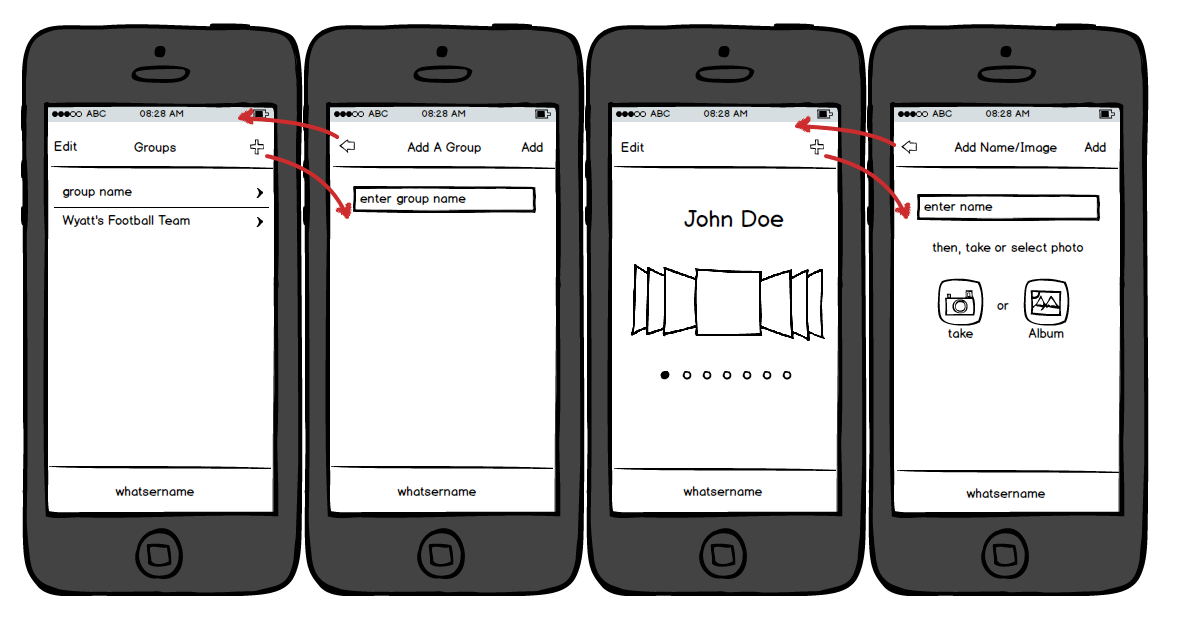 ABC 08:28 AM
Edit Groups
group name
Wyatt's Football Team
whatsername
ABC 08:28 AM
Add A Group Add
enter group name
whatsername
ABC 08:28 AM
Edit
John Doe
whatsername
ABC 08:28 AM
Add Name/Image Add
enter name
then, take or select photo
or
take Album
whatsername